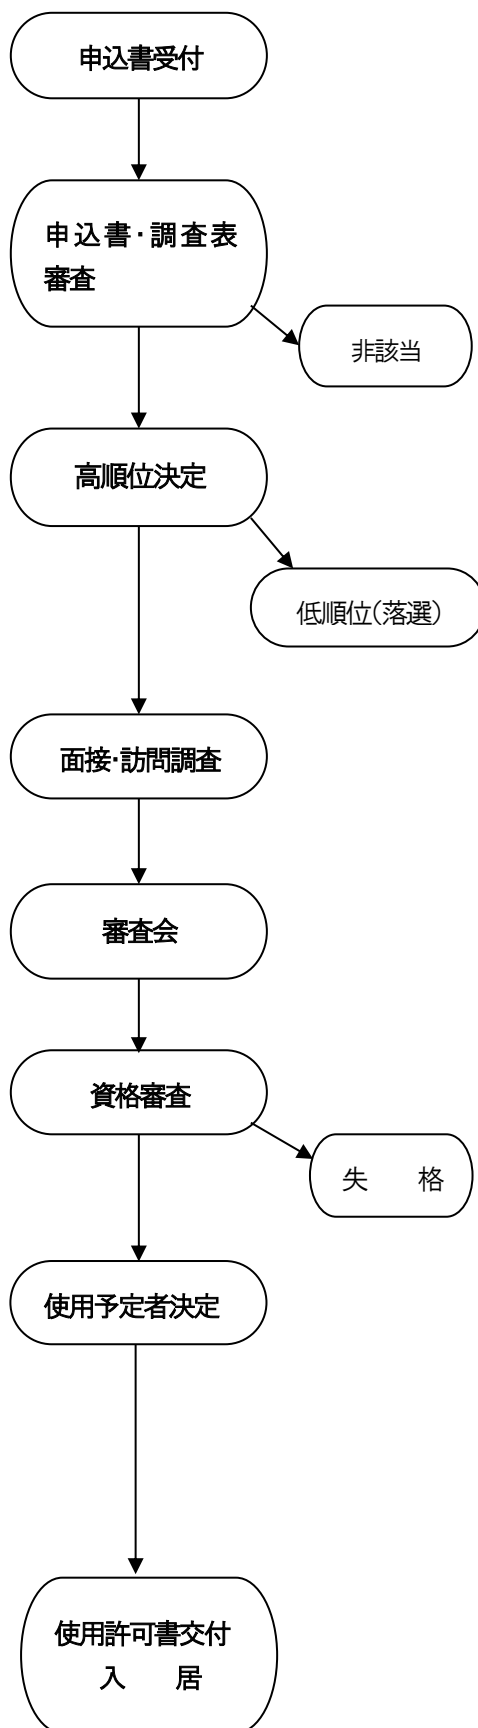 申込書受付
申込書・調査表
審査
非該当
高順位決定
低順位（落選）
面接・訪問調査
審査会
資格審査
失　　格
使用予定者決定
使用許可書交付
入　　居